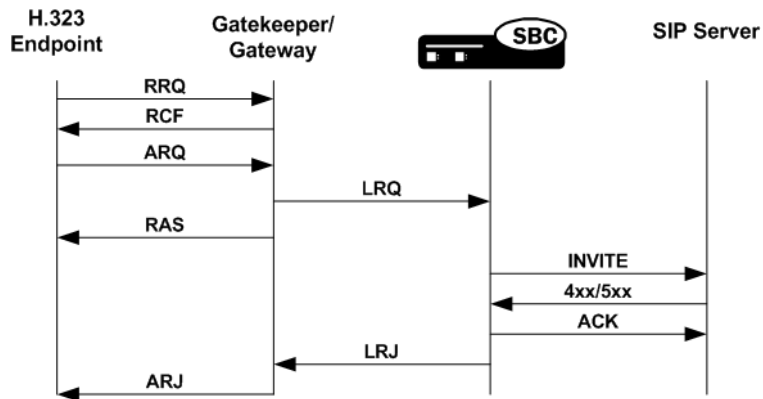 H.323
Endpoint
Gatekeeper/
Gateway
SBC
SIP Server
RRQ
RCF
ARQ
LRQ
RAS
INVITE
4xx/5xx
ACK
LRJ
ARJ